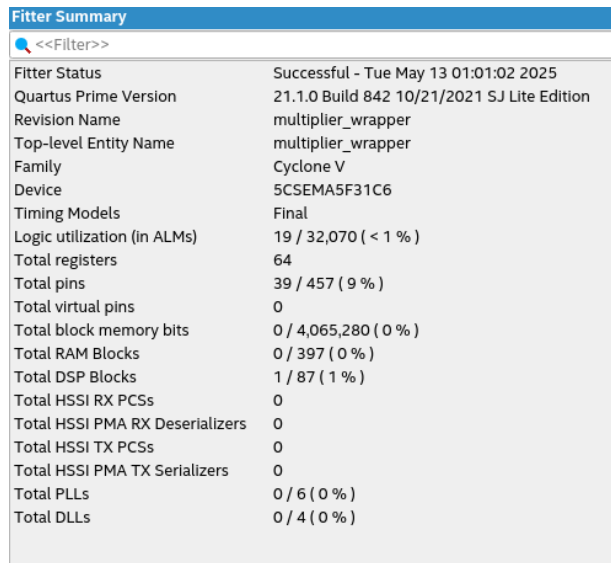 Fitter Summary
<<Filter>>
Fitter Status Successful - Tue May 13 01:01:02 2025
Quartus Prime Version 21.1.0 Build 842 10/21/2021 SJ Lite Edition
Revision Name multiplier_wrapper
Top-level Entity Name multiplier_wrapper
Family Cyclone V
Device 5CSEMA5F31C6
Timing Models Final
Logic utilization (in ALMs) 19 / 32,070 ( < 1 % )
Total registers 64
Total pins 39 / 457 ( 9 % )
Total virtual pins 0
Total block memory bits 0 / 4,065,280 ( 0 % )
Total RAM Blocks 0 / 397 ( 0 % )
Total DSP Blocks 1 / 87 ( 1 % )
Total HSSI RX PCSs 0
Total HSSI PMA RX Deserializers 0
Total HSSI TX PCSs 0
Total HSSI PMA TX Serializers 0
Total PLLs 0 / 6 ( 0 % )
Total DLLs 0 / 4 ( 0 % )